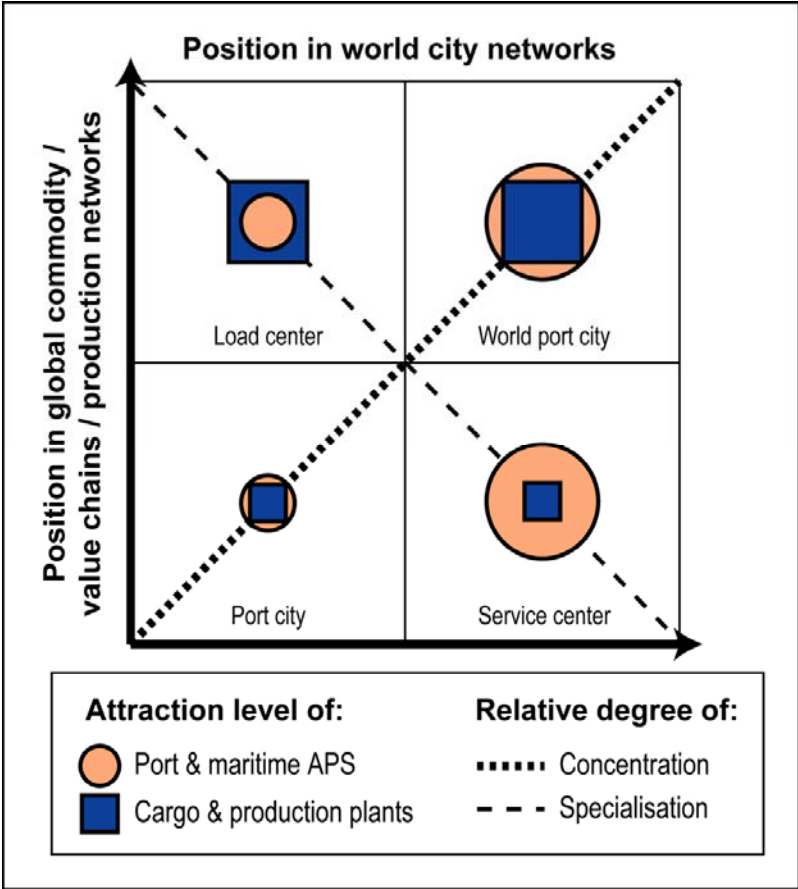 Position in world city networks
Position in global commodity /
value chains / production networks
Load center
World port city
Port city
Service center
Attraction level of:
Port & maritime APS
Cargo & production plants
Relative degree of:
Concentration
Specialisation